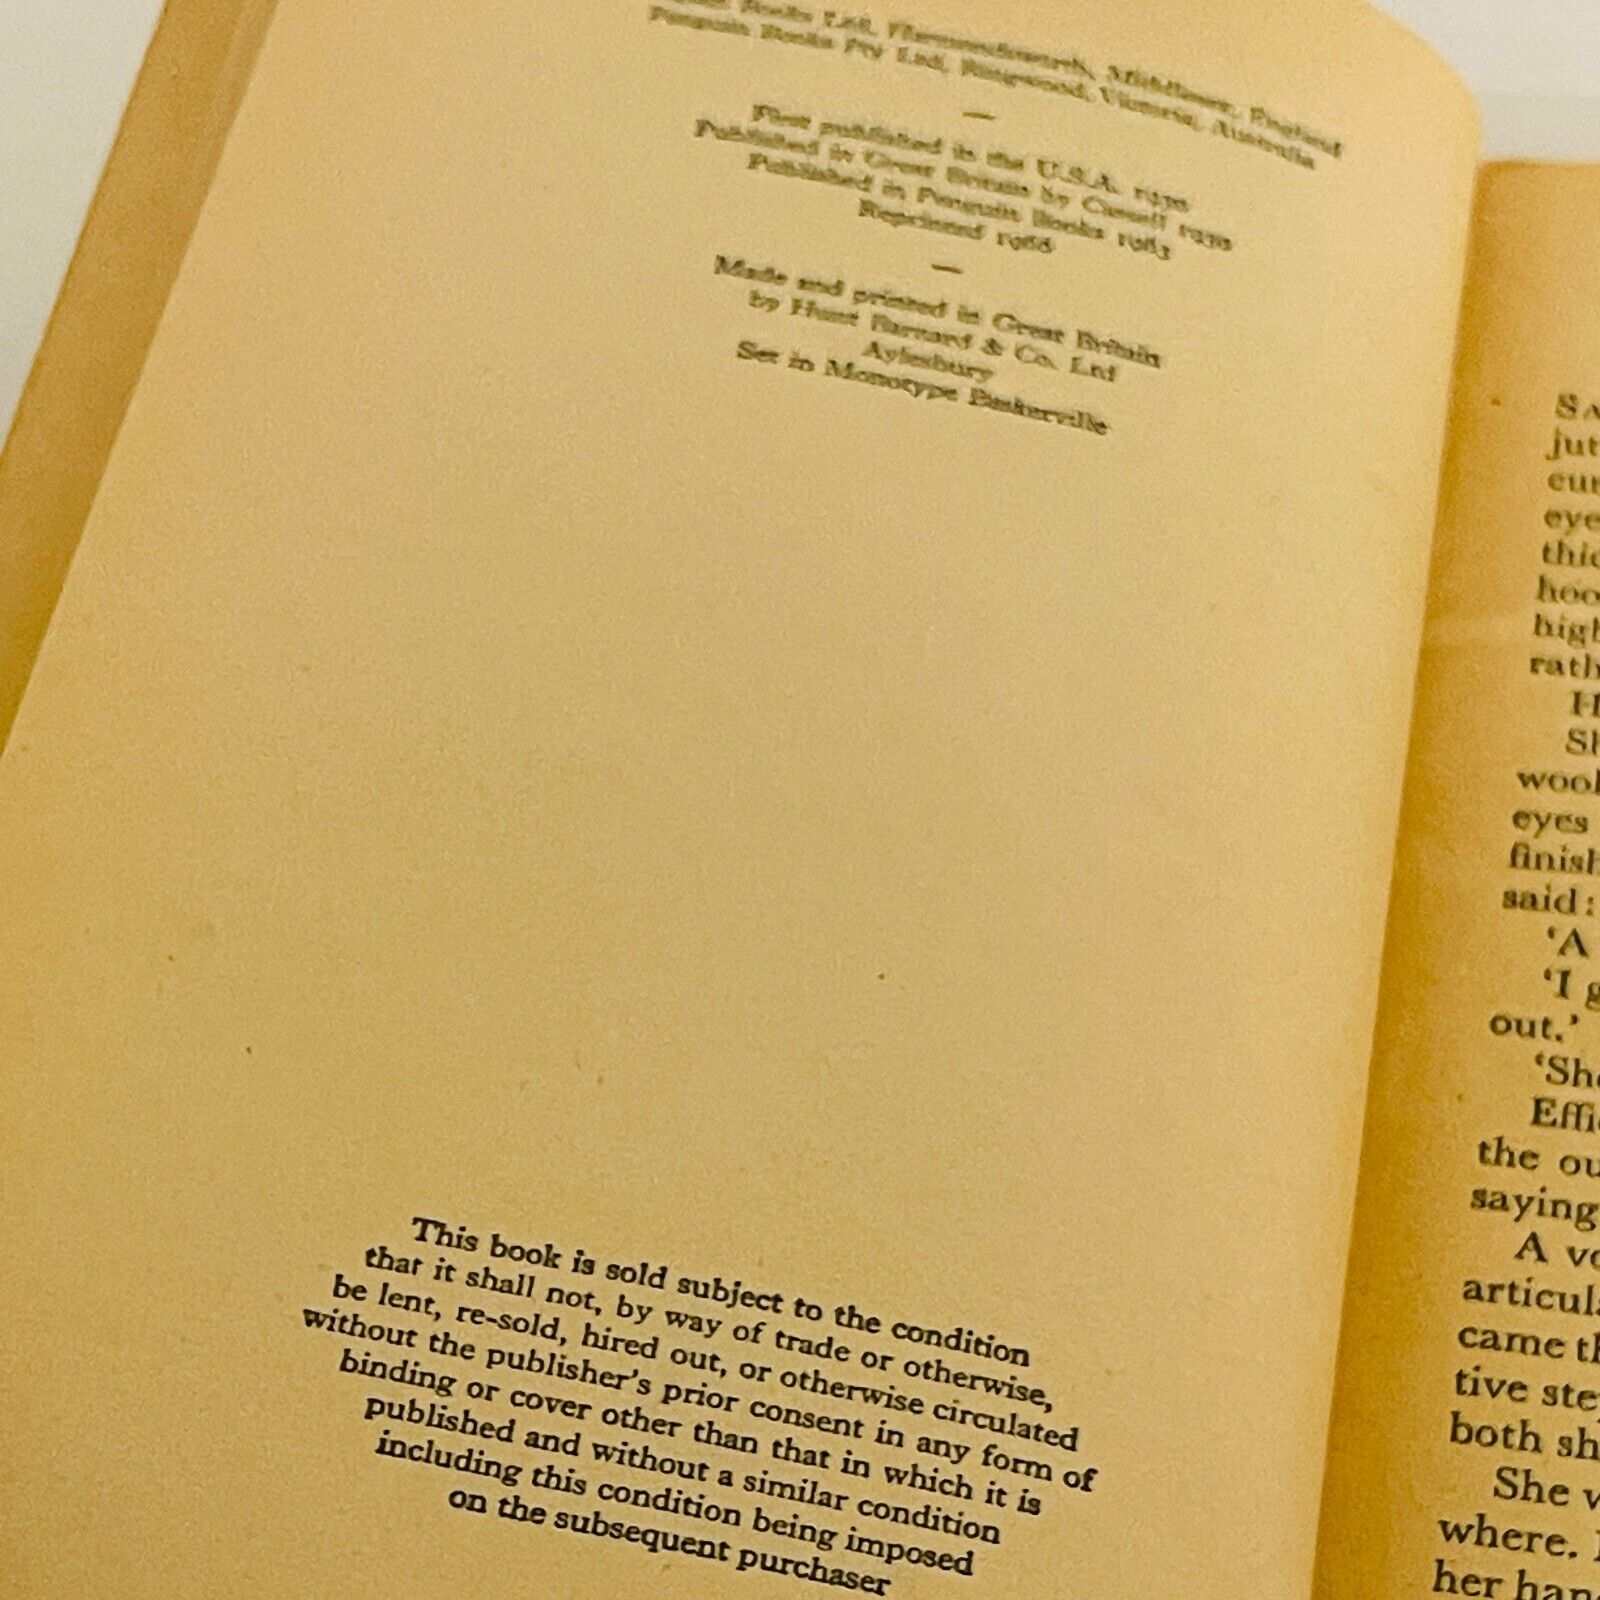 Books Ltd, Harmondsworth, Middlesex, England
Penguin Books Pty Ltd, Ringwood, Victoria, Australia
—
First published in the U.S.A. 1930
Published in Great Britain by Cassell 1930
Published in Penguin Books 1963
Reprinted 1966
—
Made and printed in Great Britain
by Hunt Barnard & Co. Ltd
Aylesbury
Set in Monotype Baskerville
This book is sold subject to the condition
that it shall not, by way of trade or otherwise,
be lent, re-sold, hired out, or otherwise circulated
without the publisher's prior consent in any form of
binding or cover other than that in which it is
published and without a similar condition
including this condition being imposed
on the subsequent purchaser
SA
jut
eye
thic
hoo
high
rath
H
Sh
wool
eyes
finish
said:
'A
'I g
out.'
'She
Effic
the ou
saying
A vo
articula
came th
tive step
both sh
She w
where.
her han